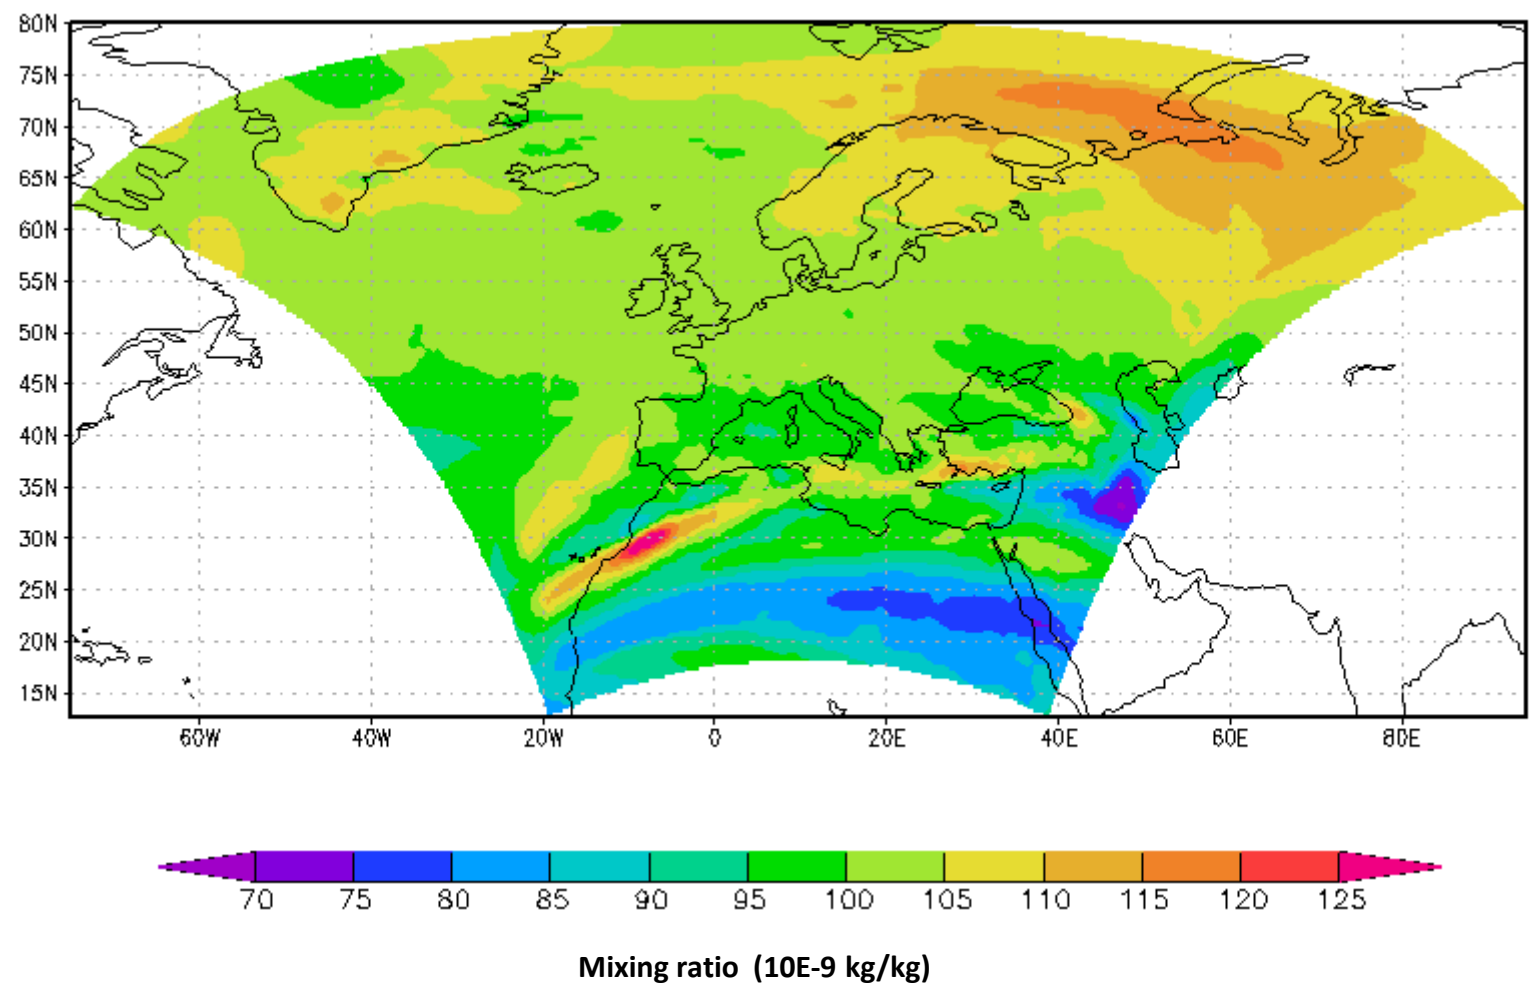 80N
75N
70N
65N
60N
55N
50N
45N
40N
35N
30N
25N
20N
15N
60W 40W 20W 0 20E 40E 60E 80E
70 75 80 85 90 95 100 105 110 115 120 125
Mixing ratio (10E-9 kg/kg)